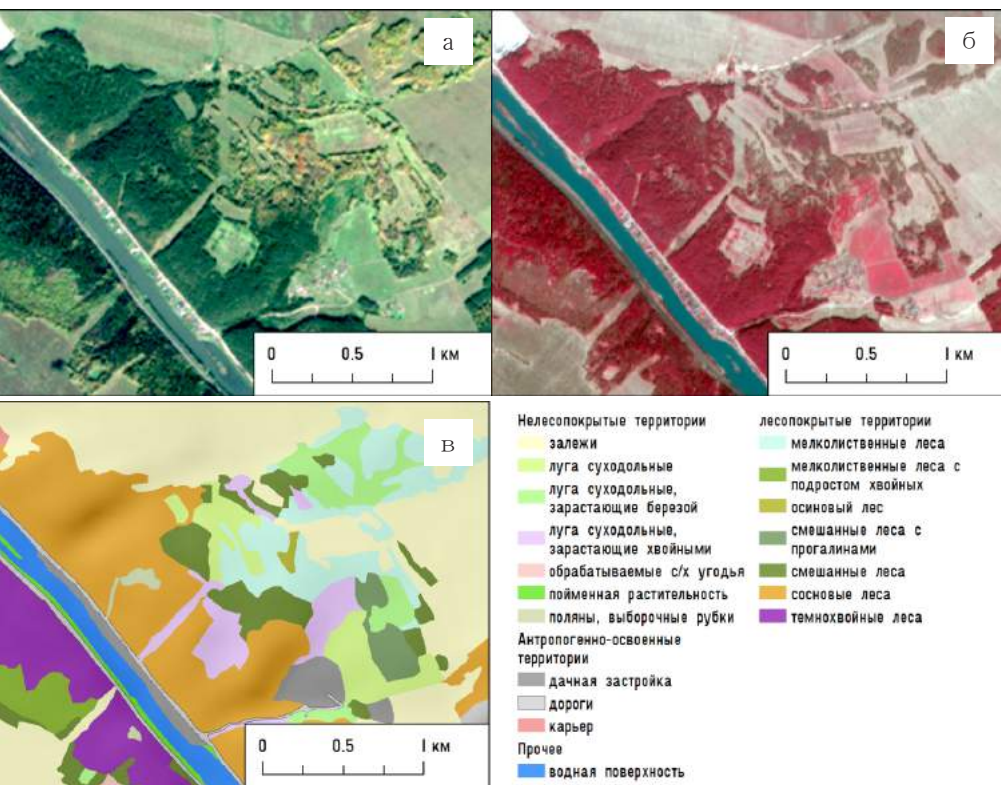 а
б
0 0.5 1 км
0 0.5 1 км
в
0 0.5 1 км
Нелесопокрытые территории
залежи
луга суходольные
луга суходольные,
зарастающие березой
луга суходольные,
зарастающие хвойными
обрабатываемые с/х угодья
пойменная растительность
поляны, выборочные рубки
Антропогенно-освоенные
территории
дачная застройка
дороги
карьер
Прочее
водная поверхность
лесопокрытые территории
мелколиственные леса
мелколиственные леса с
подростом хвойных
осиновый лес
смешанные леса с
прогалинами
смешанные леса
сосновые леса
темнохвойные леса